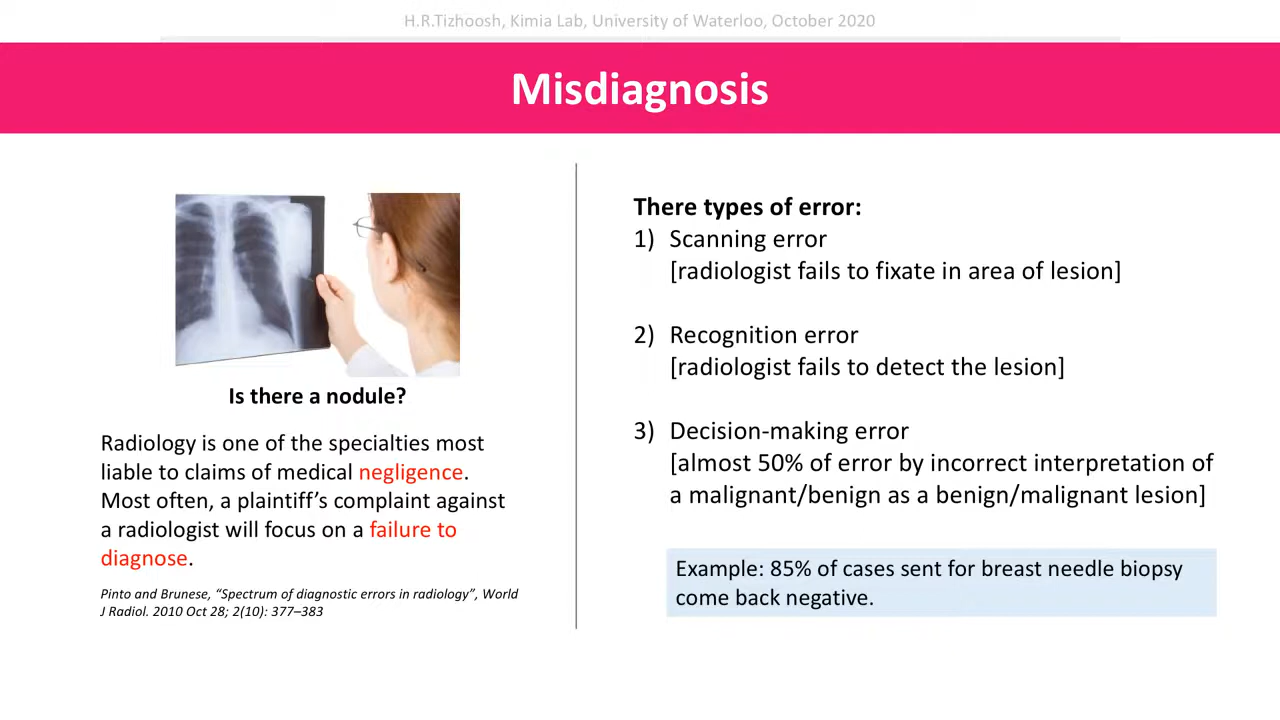 H.R.Tizhoosh, Kimia Lab, University of Waterloo, October 2020
Misdiagnosis
Is there a nodule?
Radiology is one of the specialties most
liable to claims of medical negligence.
Most often, a plaintiff’s complaint against
a radiologist will focus on a failure to
diagnose.
Pinto and Brunese, “Spectrum of diagnostic errors in radiology”, World
J Radiol. 2010 Oct 28; 2(10): 377–383
There types of error:
1) Scanning error
[radiologist fails to fixate in area of lesion]
2) Recognition error
[radiologist fails to detect the lesion]
3) Decision-making error
[almost 50% of error by incorrect interpretation of
a malignant/benign as a benign/malignant lesion]
Example: 85% of cases sent for breast needle biopsy
come back negative.